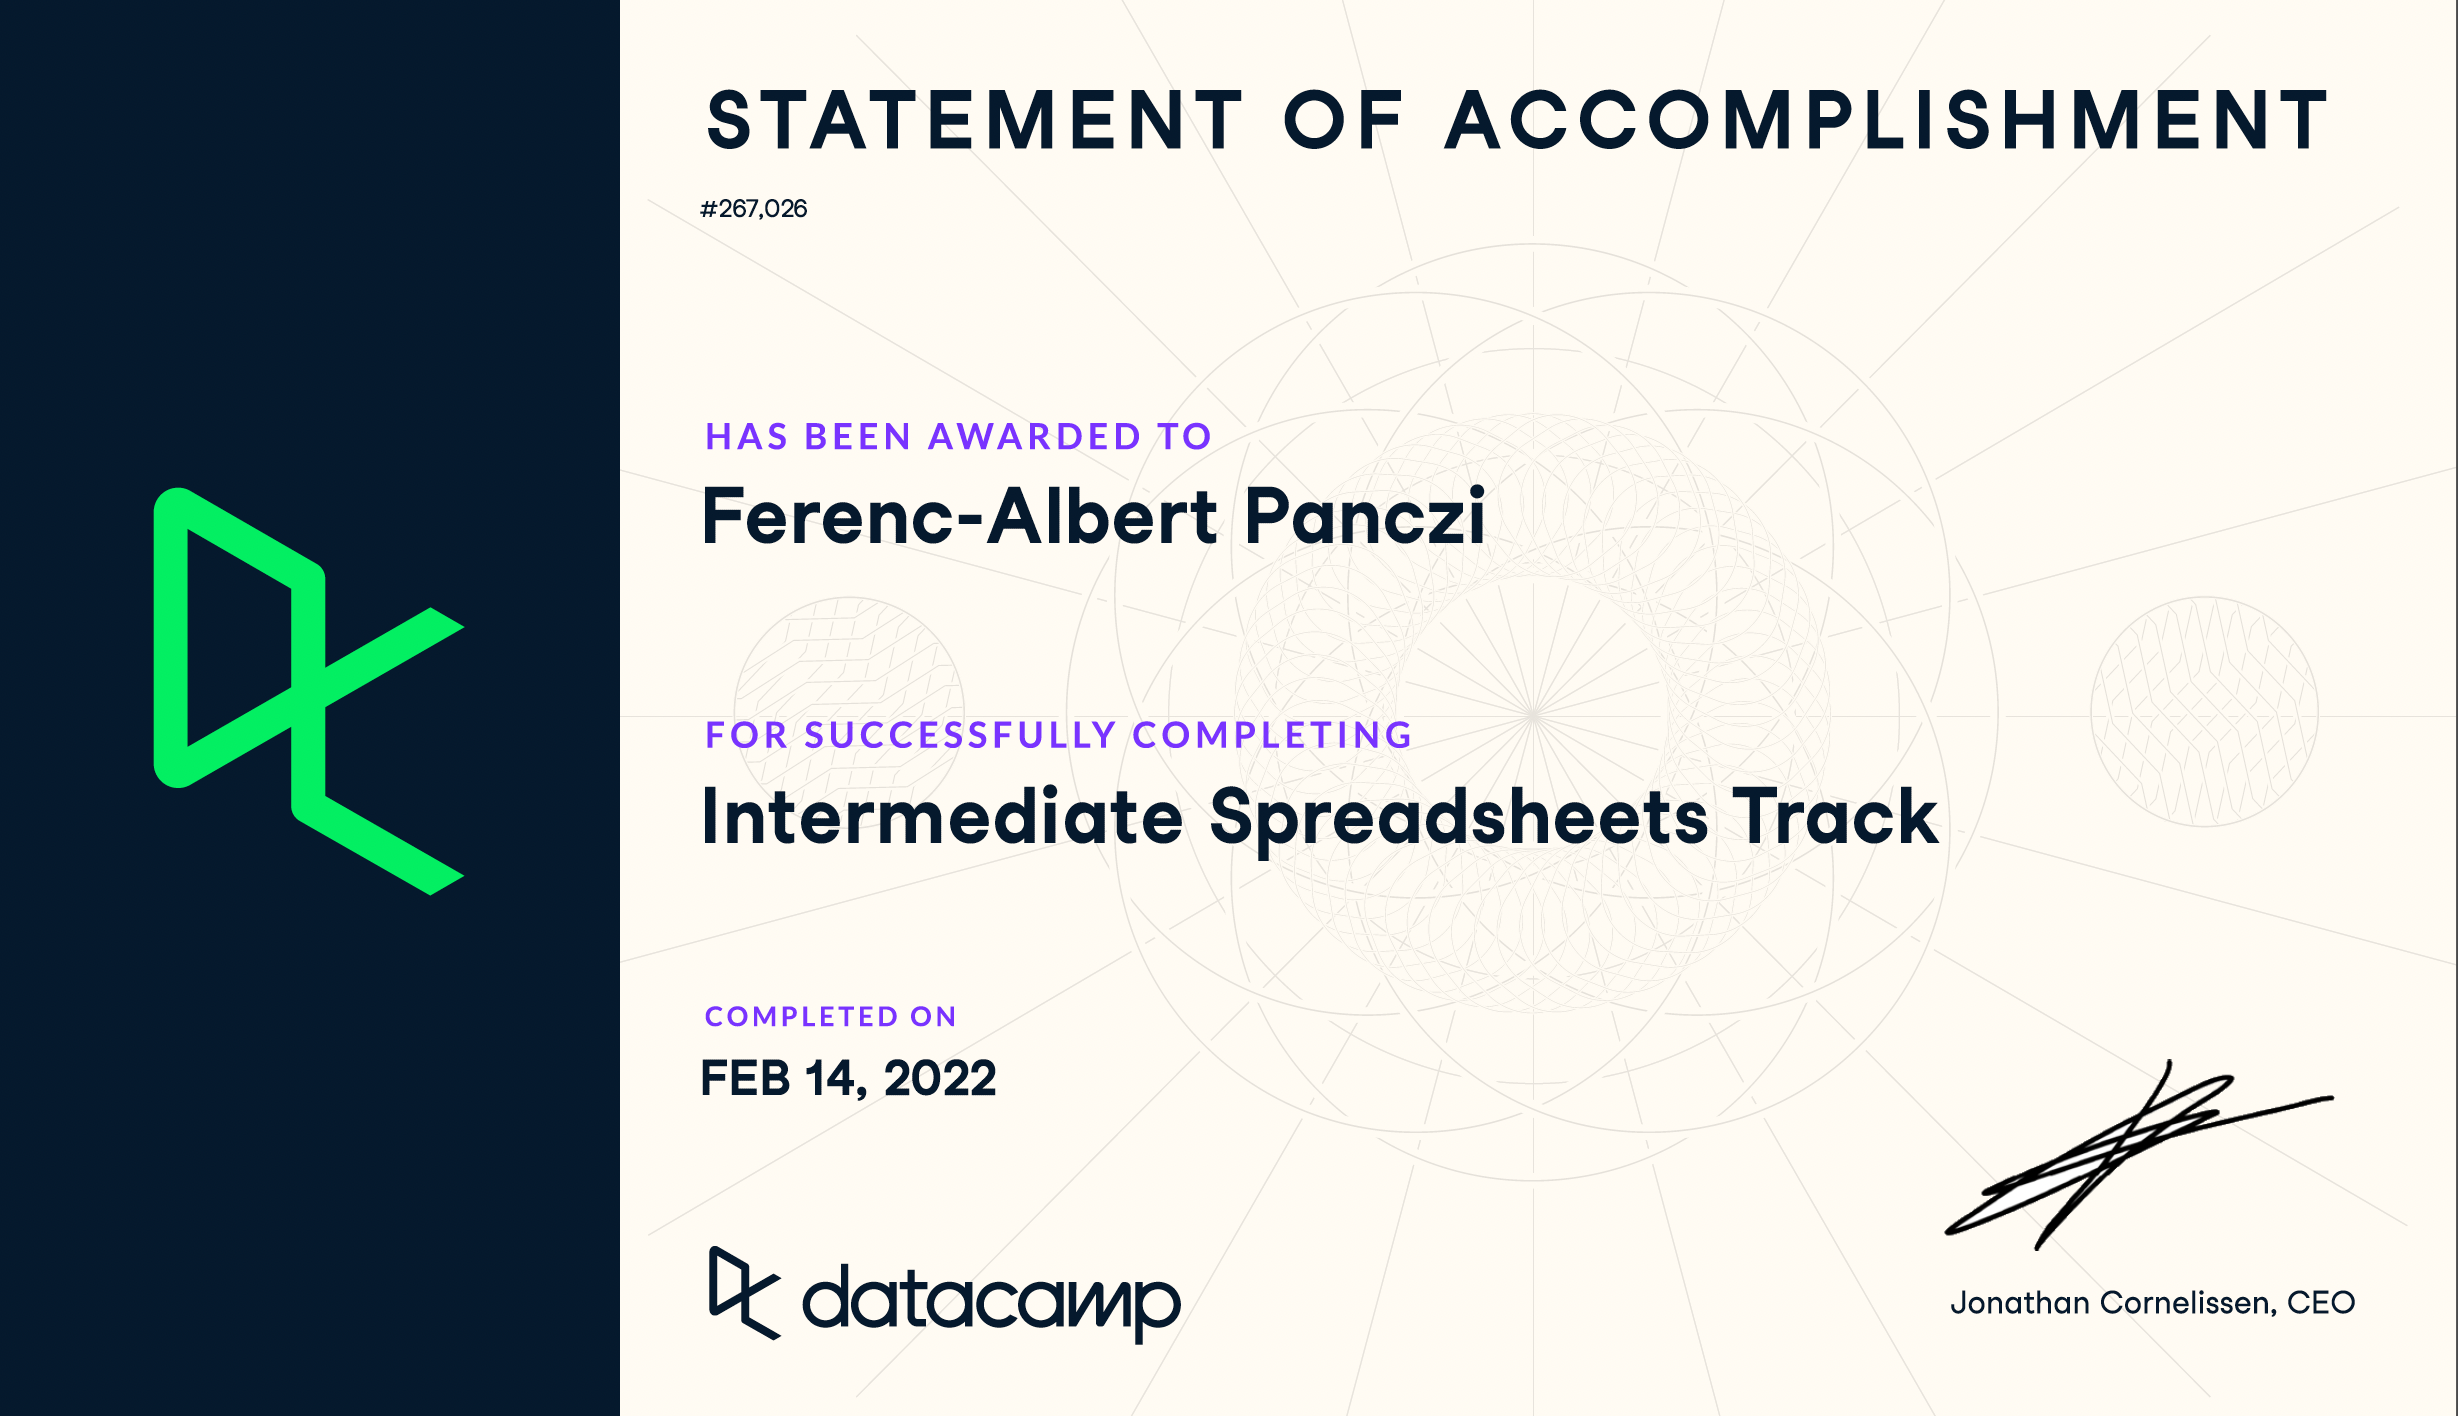 STATEMENT OF ACCOMPLISHMENT
#267,026
HAS BEEN AWARDED TO
Ferenc-Albert Panczi
FOR SUCCESSFULLY COMPLETING
Intermediate Spreadsheets Track
COMPLETED ON
FEB 14, 2022
datacamp
Jonathan Cornelissen, CEO